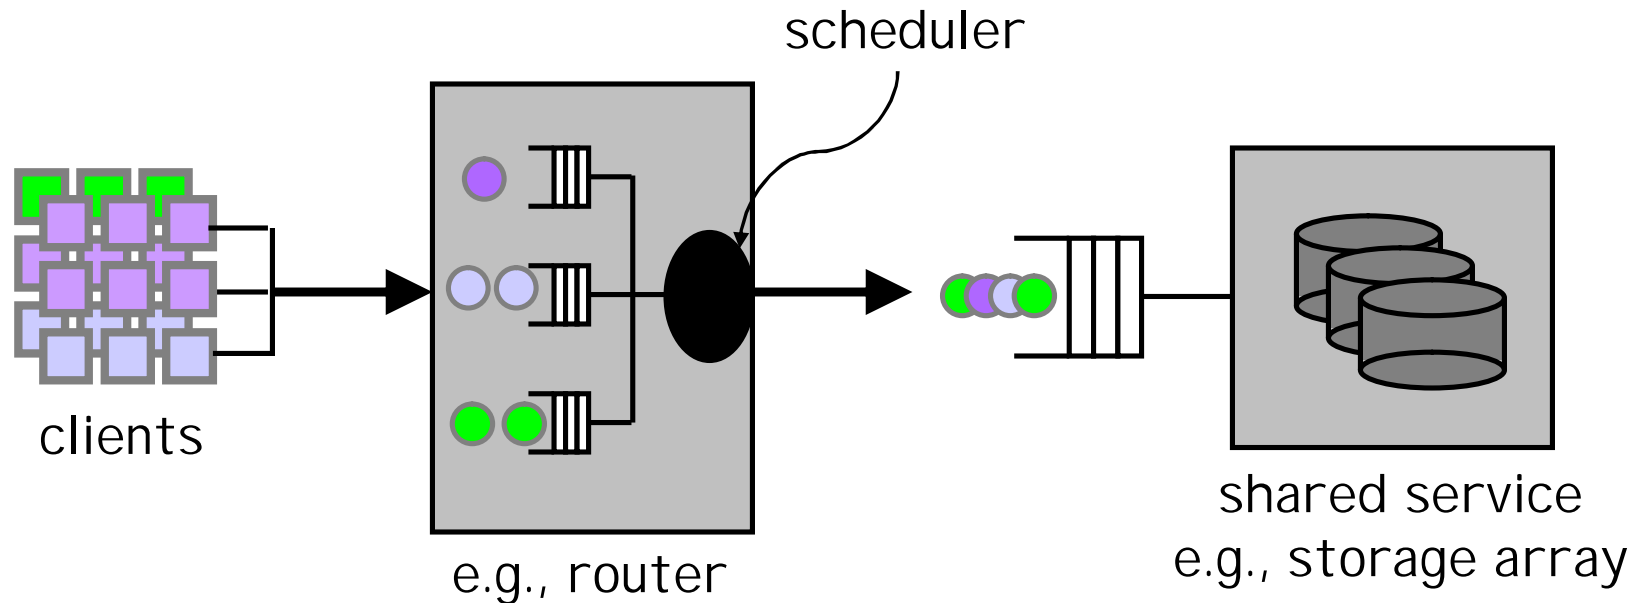 scheduler
clients
e.g., router
shared service
e.g., storage array